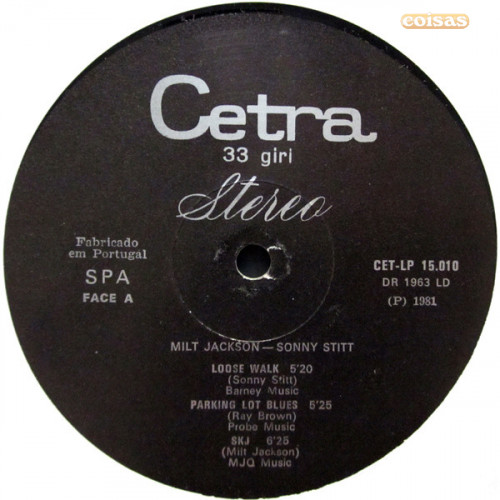 coisas
Cetra
33 giri
Stereo
Fabricado
em Portugal
SPA
FACE A
CET-LP 15.010
DR 1963 LD
(P) 1981
MILT JACKSON — SONNY STITT
LOOSE WALK 5'20
(Sonny Stitt)
Barney Music
PARKING LOT BLUES 5'25
(Ray Brown)
Probe Music
SKJ 6'25
(Milt Jackson)
MJQ Music